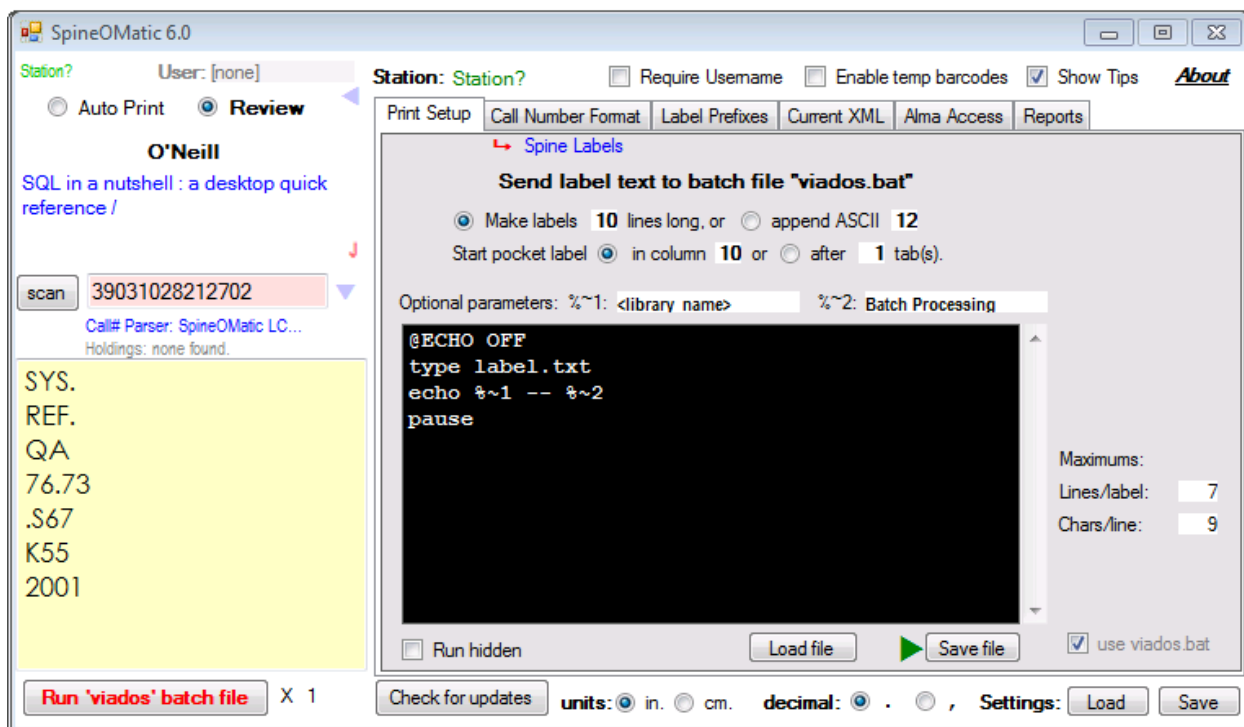 SpineOMatic 6.0
Station?
User: [none]
Auto Print
Review
O'Neill
SQL in a nutshell : a desktop quick
reference /
scan
39031028212702
Call# Parser: SpineOMatic LC...
Holdings: none found.
SYS.
REF.
QA
76.73
.S67
K55
2001
Run 'viados' batch file
X 1
Station: Station?
Require Username
Enable temp barcodes
Show Tips
About
Print Setup
Call Number Format
Label Prefixes
Current XML
Alma Access
Reports
Spine Labels
Send label text to batch file "viados.bat"
Make labels 10 lines long, or append ASCII 12
Start pocket label in column 10 or after 1 tab(s).
Optional parameters: %~1: <library name> %~2: Batch Processing
@ECHO OFF
type label.txt
echo %~1 -- %~2
pause
Maximums:
Lines/label: 7
Chars/line: 9
Run hidden
Load file
Save file
use viados.bat
Check for updates
units: in. cm.
decimal: . ,
Settings: Load Save